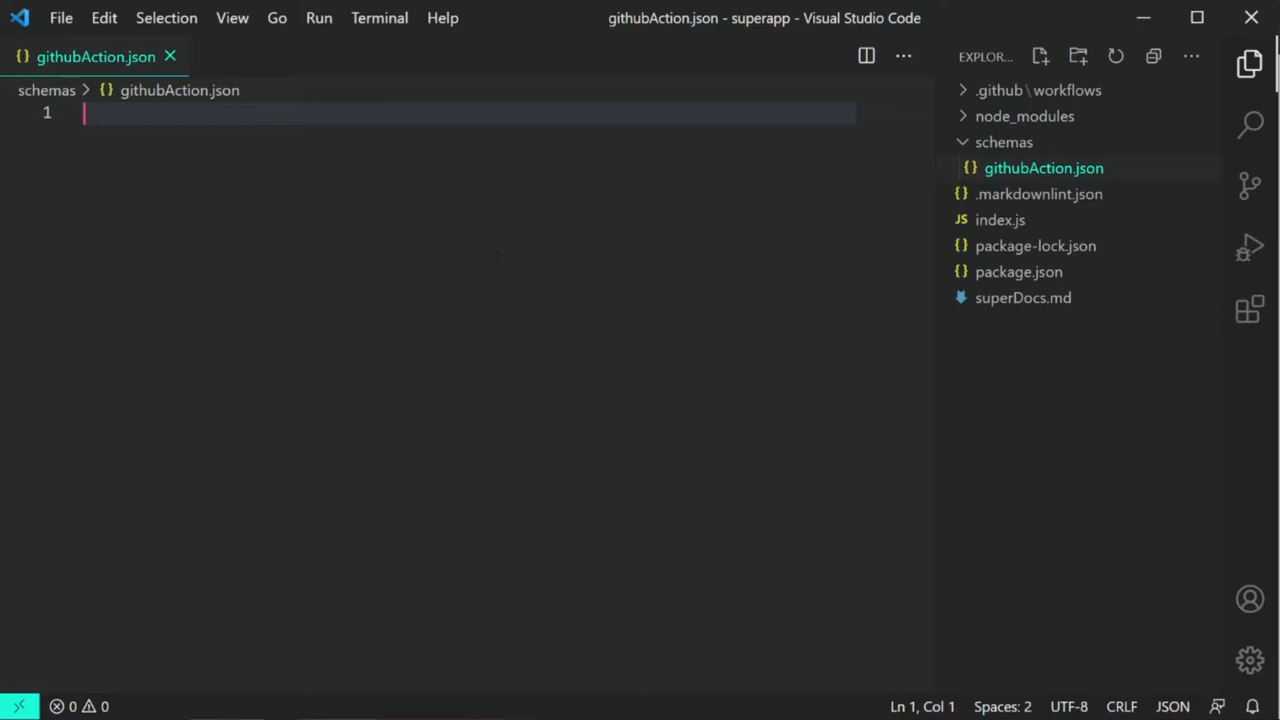 File Edit Selection View Go Run Terminal Help githubAction.json - superapp - Visual Studio Code
{} githubAction.json
EXPLOR...
schemas > {} githubAction.json
1
.github\workflows
node_modules
schemas
{} githubAction.json
{} .markdownlint.json
JS index.js
{} package-lock.json
{} package.json
superDocs.md
0 0 Ln 1, Col 1 Spaces: 2 UTF-8 CRLF JSON